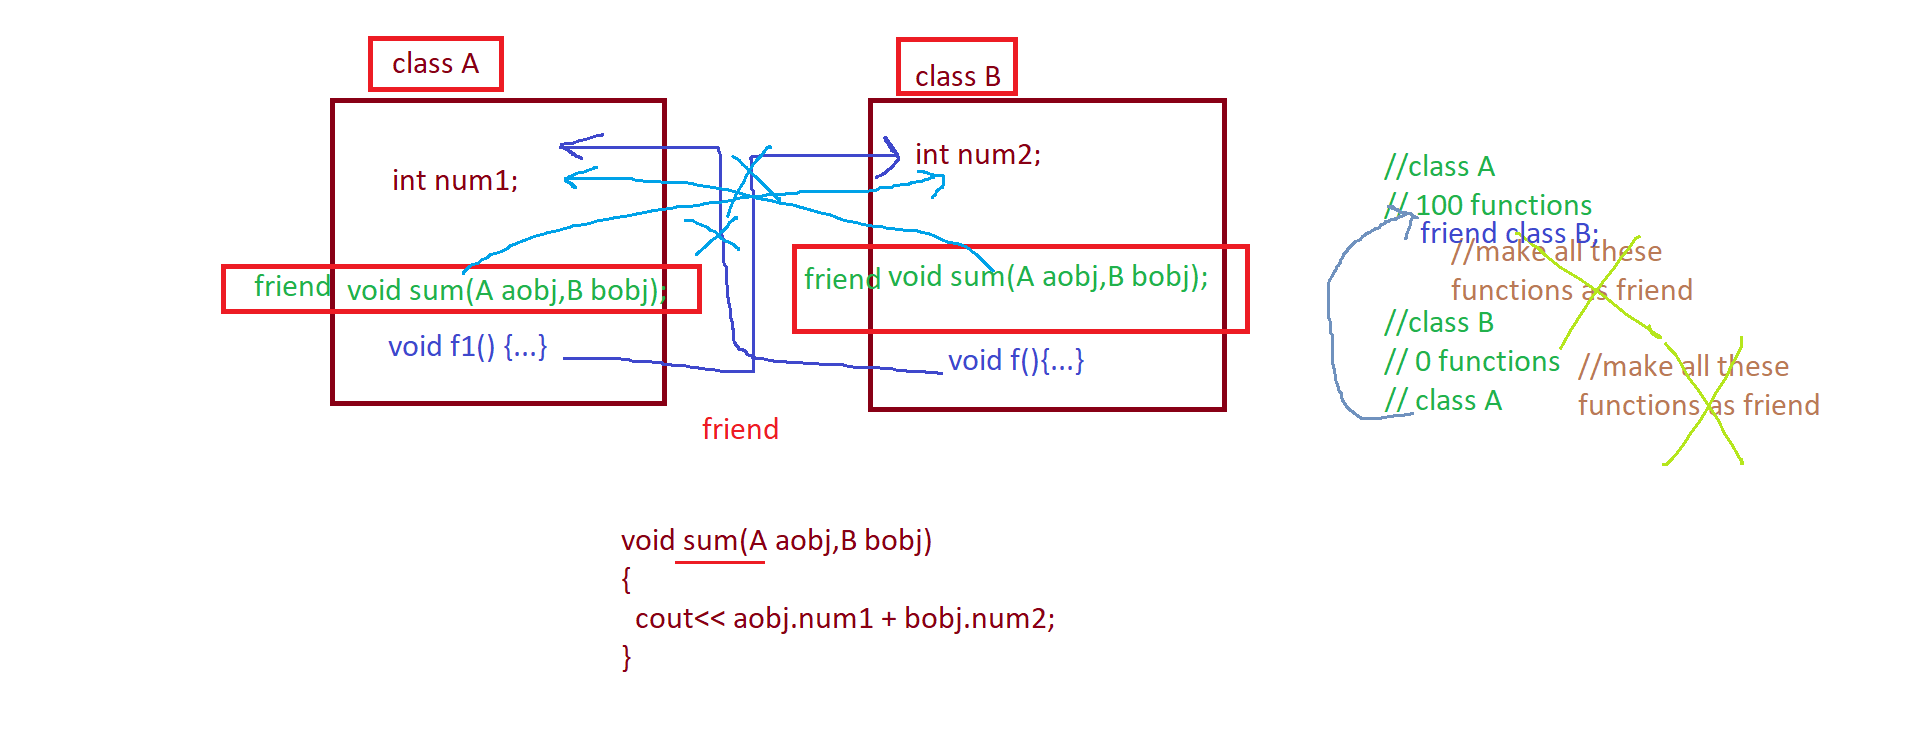 class A
int num1;
friend void sum(A aobj,B bobj);
void f1() {...}
class B
int num2;
friend void sum(A aobj,B bobj);
void f(){...}
friend
void sum(A aobj,B bobj)
{
cout<< aobj.num1 + bobj.num2;
}
//class A
// 100 functions
friend class B;
//make all these
functions as friend
//class B
// 0 functions
// class A
//make all these
functions as friend